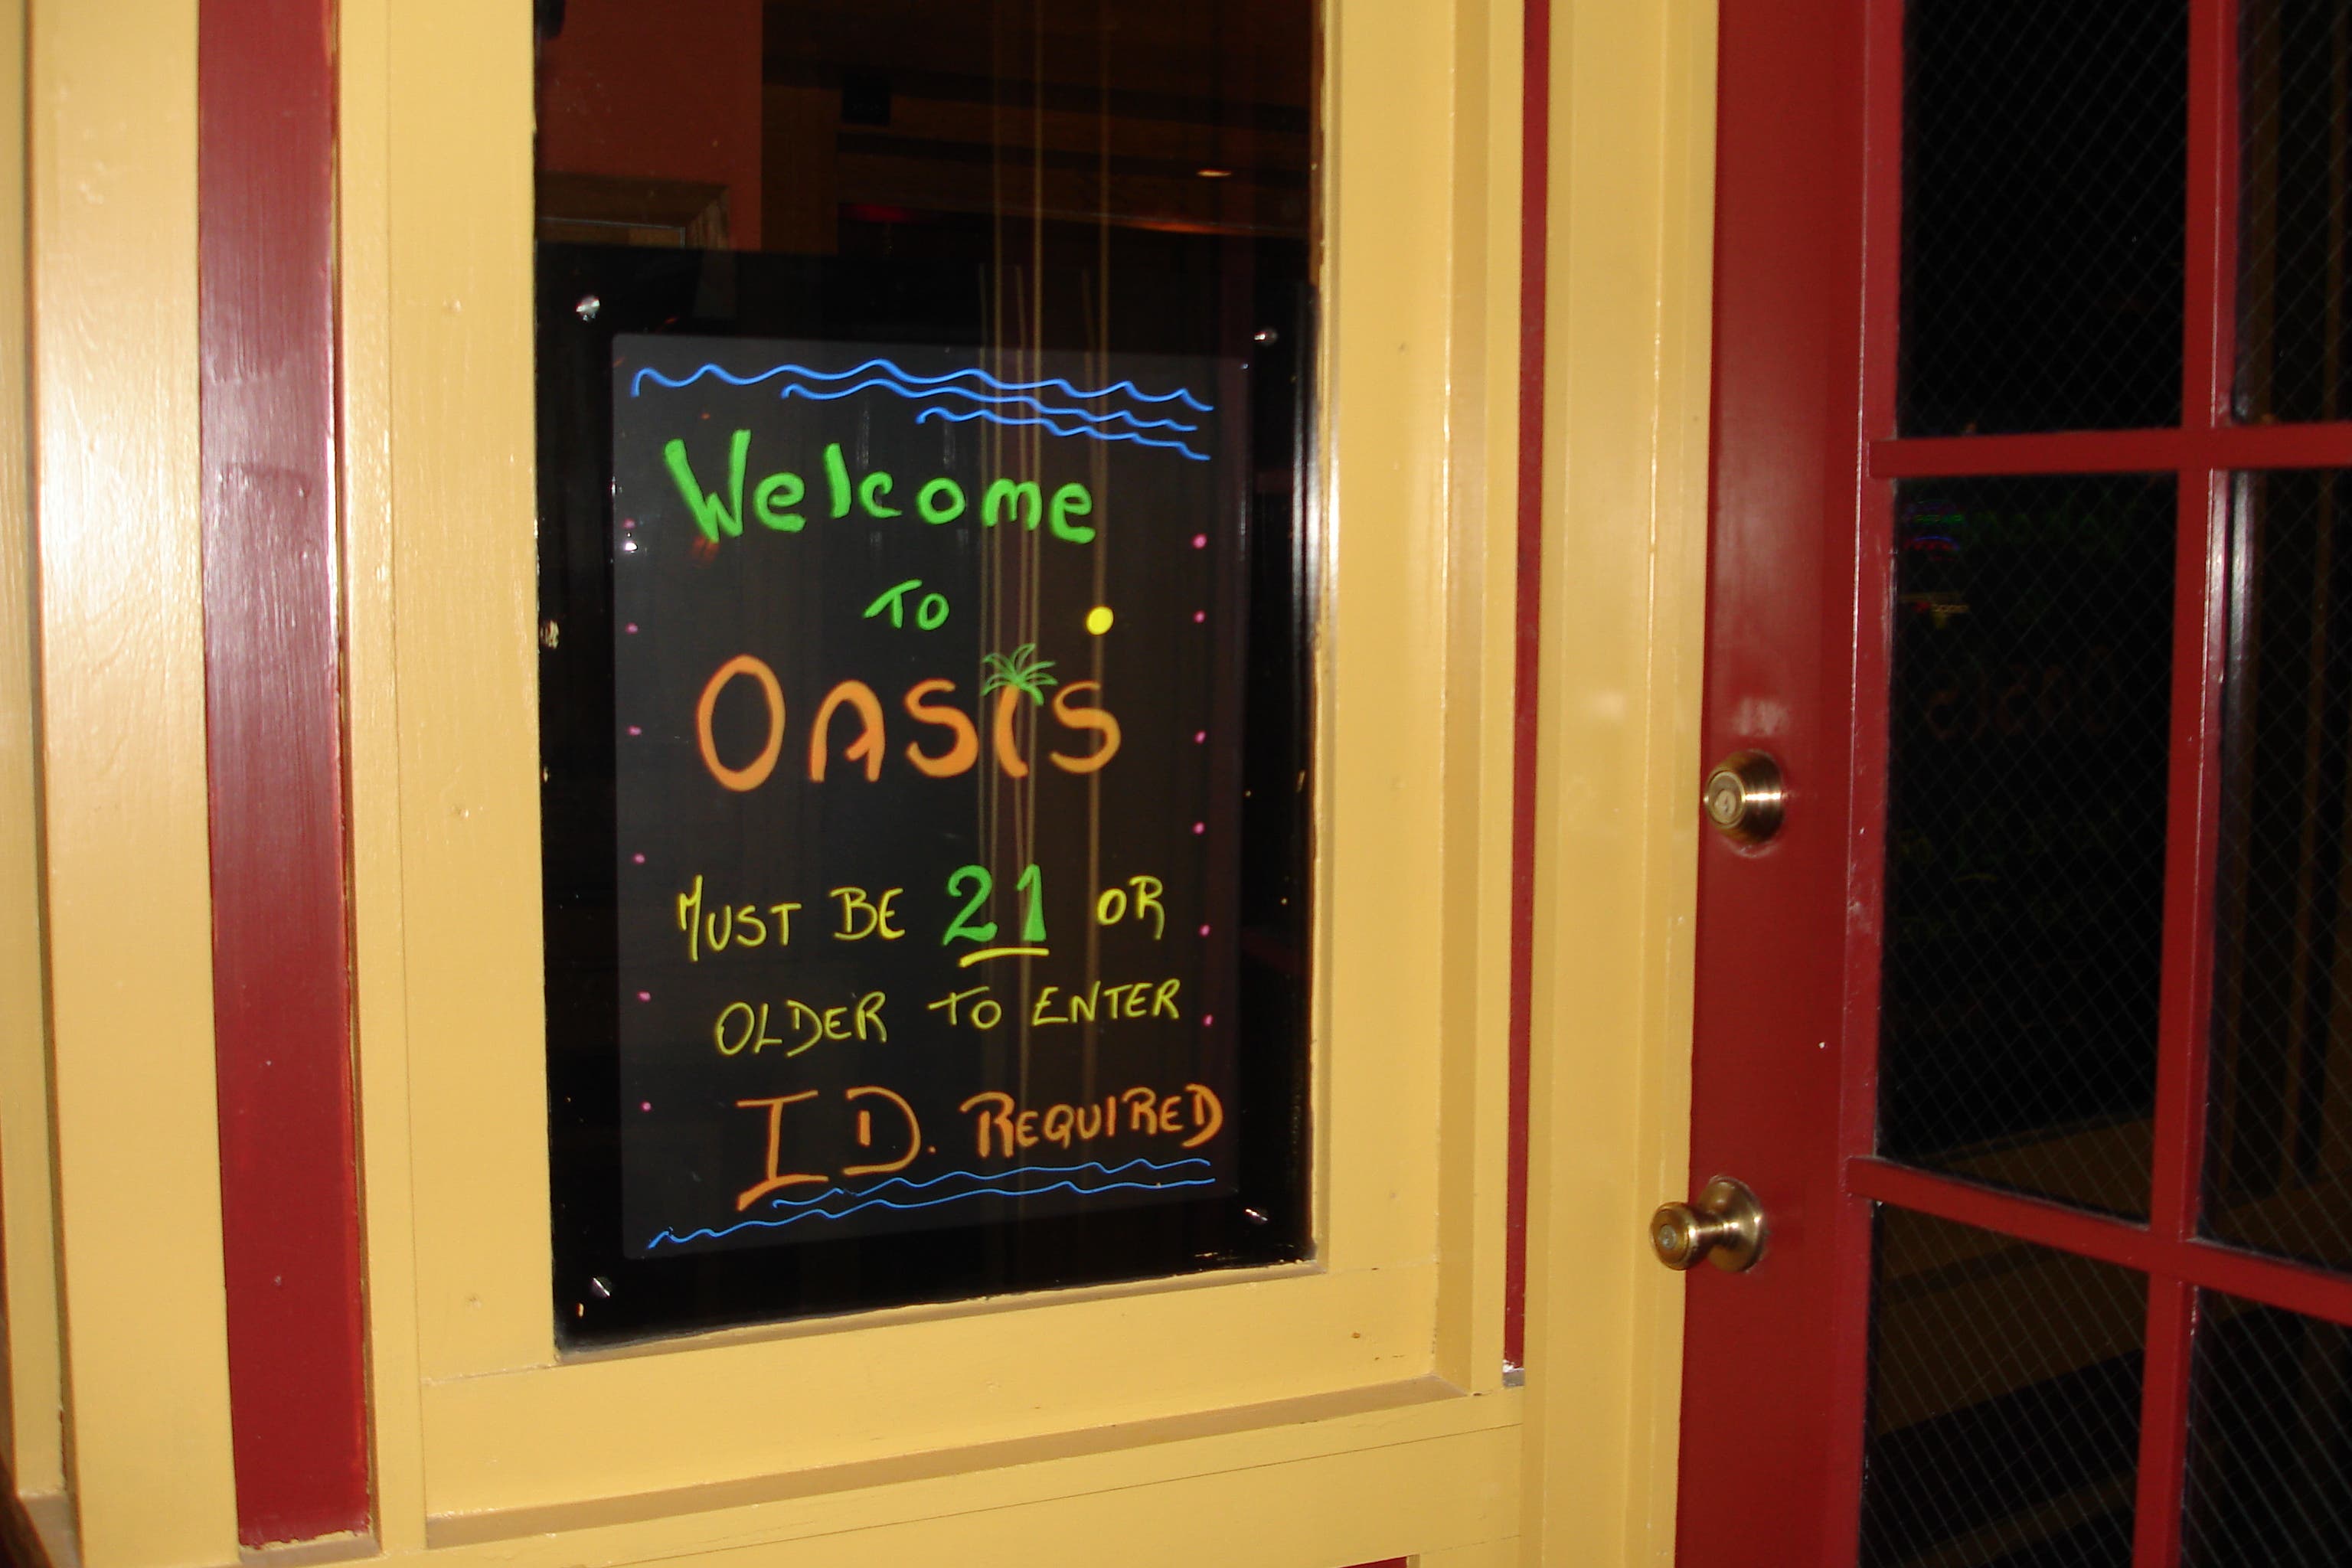 Welcome
TO
OASIS
MUST BE 21 OR
OLDER TO ENTER
I D. REQUIRED